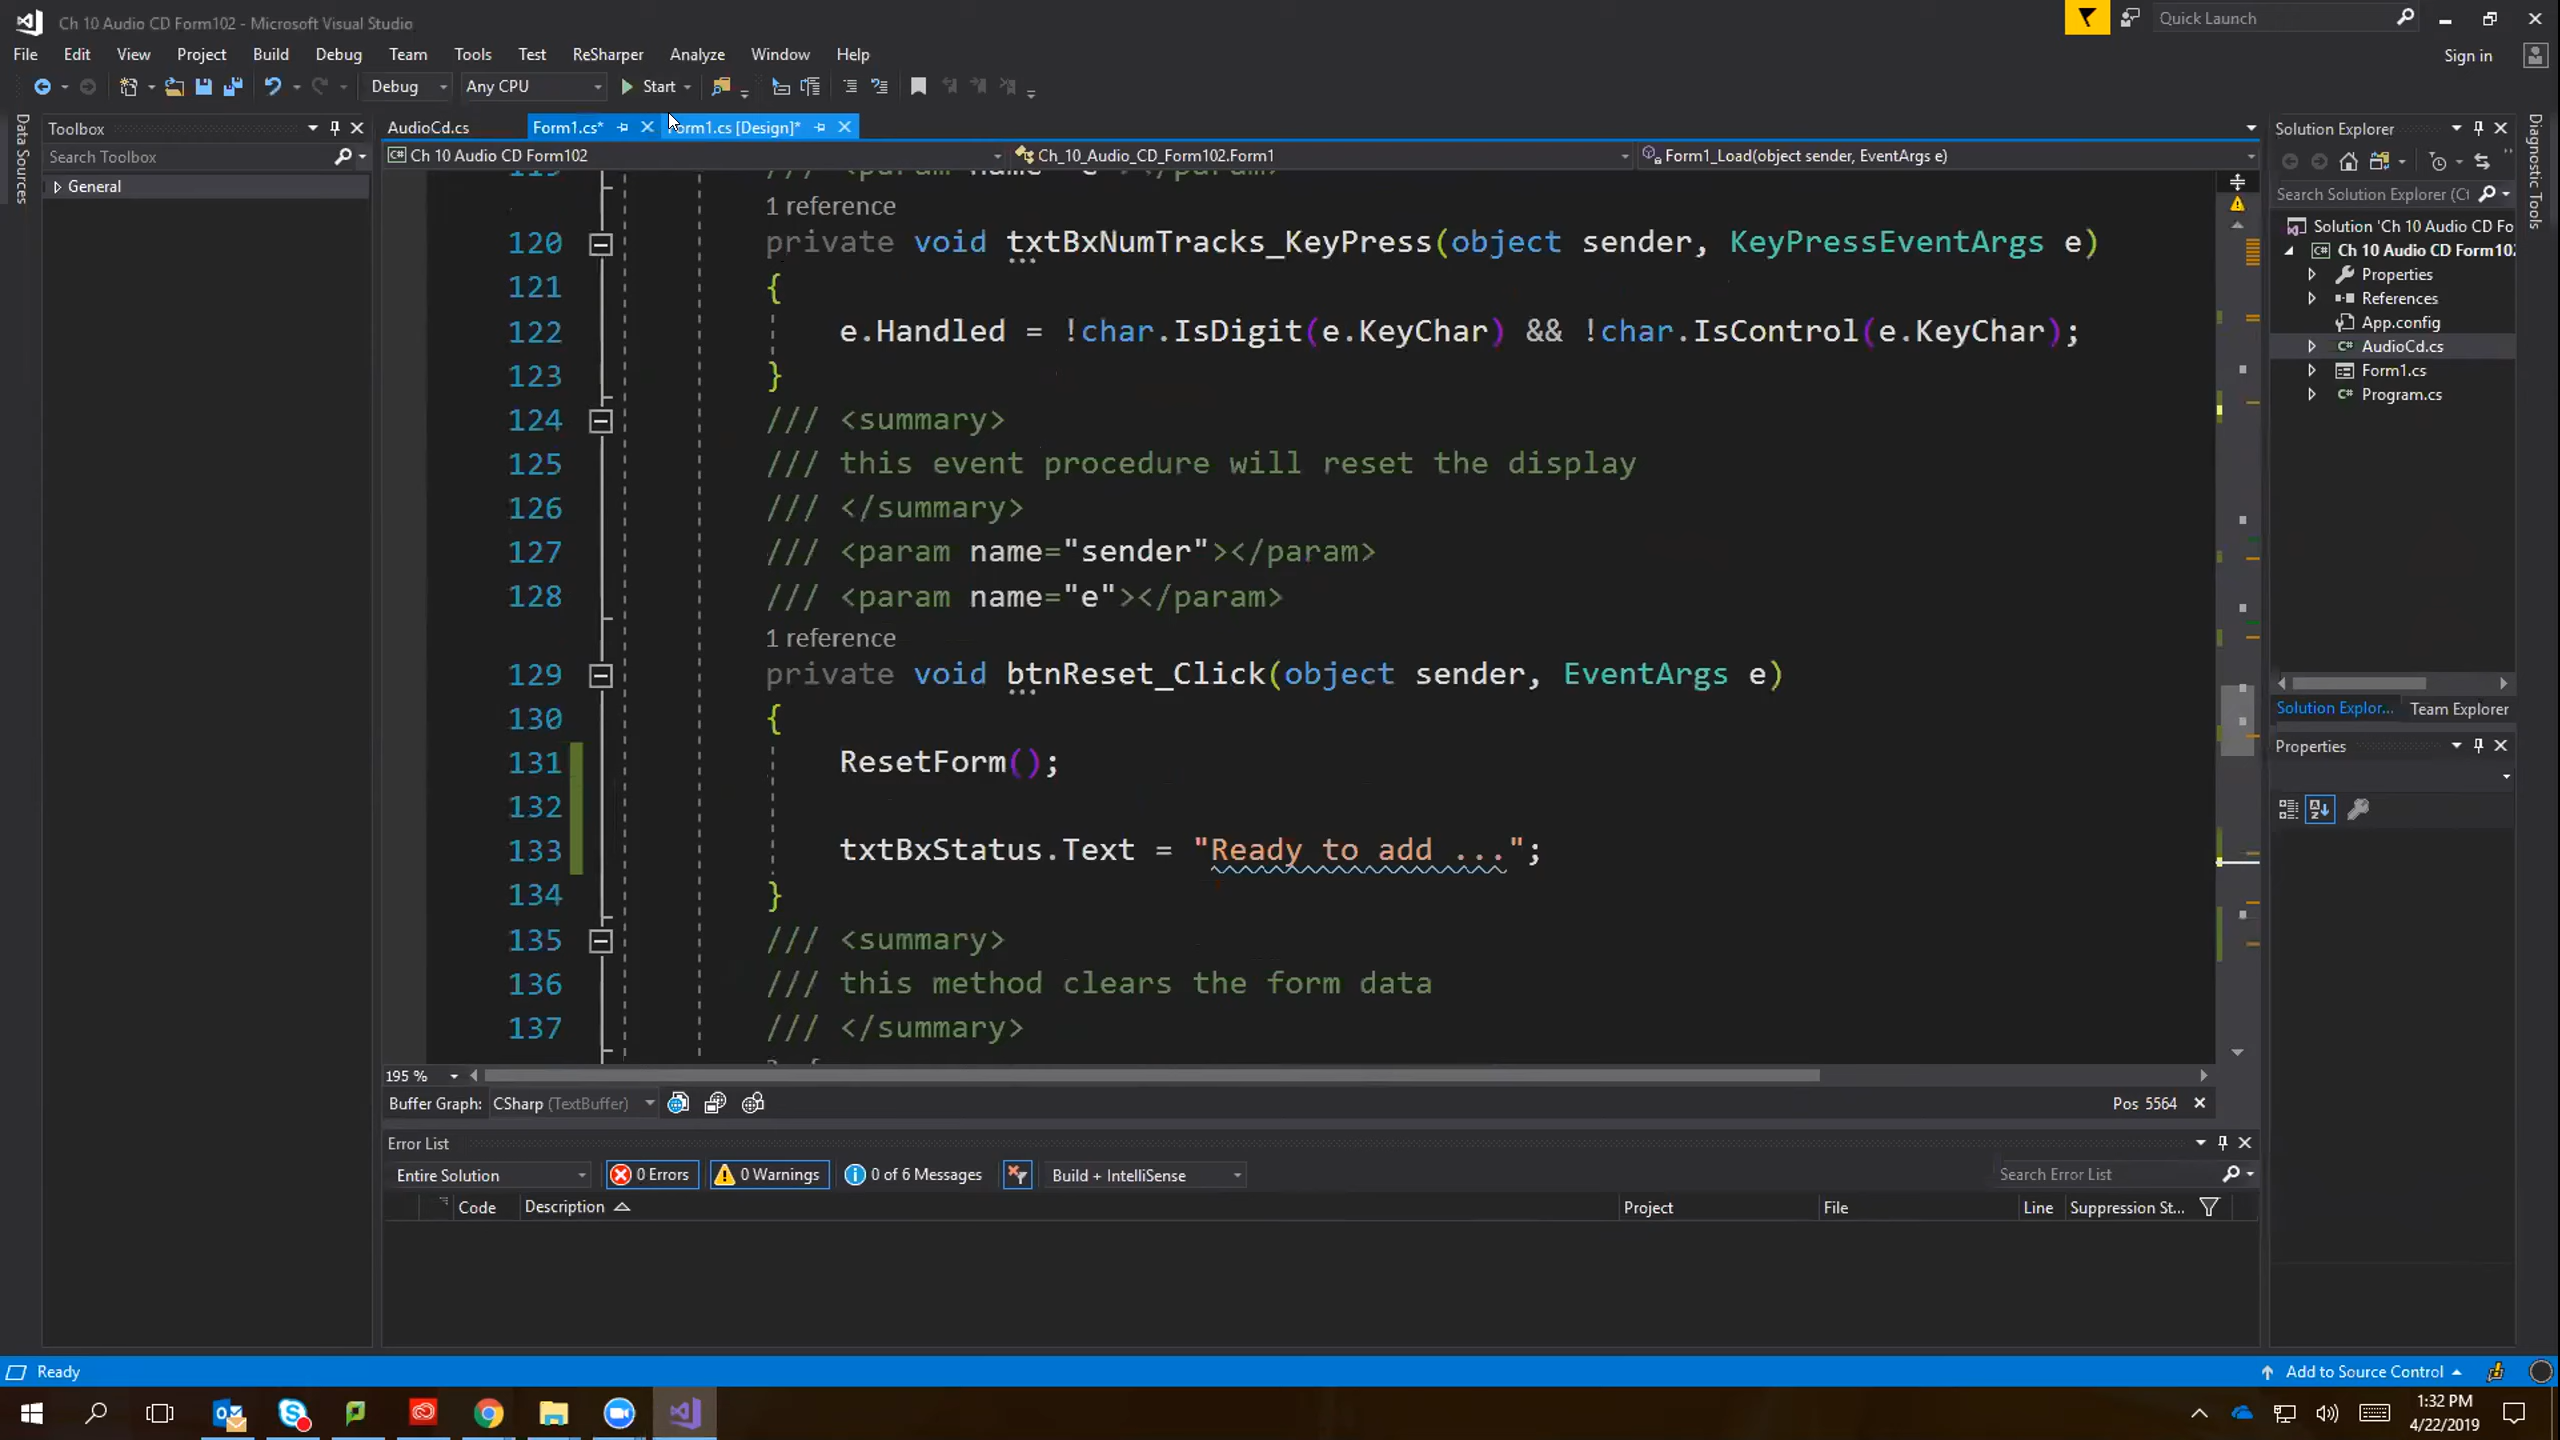 Ch 10 Audio CD Form102 - Microsoft Visual Studio
Quick Launch
File Edit View Project Build Debug Team Tools Test ReSharper Analyze Window Help
Sign in
Debug Any CPU Start
Data Sources
Toolbox
Search Toolbox
General
AudioCd.cs Form1.cs* orm1.cs [Design]*
Ch 10 Audio CD Form102 Ch_10_Audio_CD_Form102.Form1 Form1_Load(object sender, EventArgs e)
1 reference
120 private void txtBxNumTracks_KeyPress(object sender, KeyPressEventArgs e)
121 {
122 e.Handled = !char.IsDigit(e.KeyChar) && !char.IsControl(e.KeyChar);
123 }
124 /// <summary>
125 /// this event procedure will reset the display
126 /// </summary>
127 /// <param name="sender"></param>
128 /// <param name="e"></param>
1 reference
129 private void btnReset_Click(object sender, EventArgs e)
130 {
131 ResetForm();
132
133 txtBxStatus.Text = "Ready to add ...";
134 }
135 /// <summary>
136 /// this method clears the form data
137 /// </summary>
195 %
Buffer Graph: CSharp (TextBuffer) Pos 5564
Error List
Entire Solution 0 Errors 0 Warnings 0 of 6 Messages Build + IntelliSense Search Error List
Code Description Project File Line Suppression St...
Solution Explorer
Search Solution Explorer (C
Solution 'Ch 10 Audio CD Fo
Ch 10 Audio CD Form102
Properties
References
App.config
AudioCd.cs
Form1.cs
Program.cs
Solution Explor... Team Explorer
Properties
Diagnostic Tools
Ready Add to Source Control
1:32 PM
4/22/2019